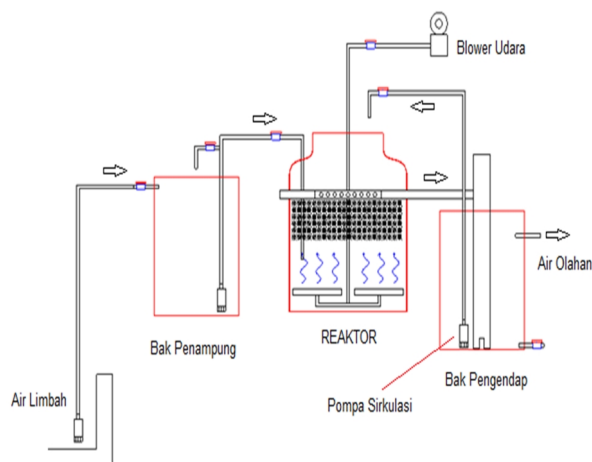 Blower Udara
Air Olahan
REAKTOR
Bak Penampung
Bak Pengendap
Air Limbah
Pompa Sirkulasi